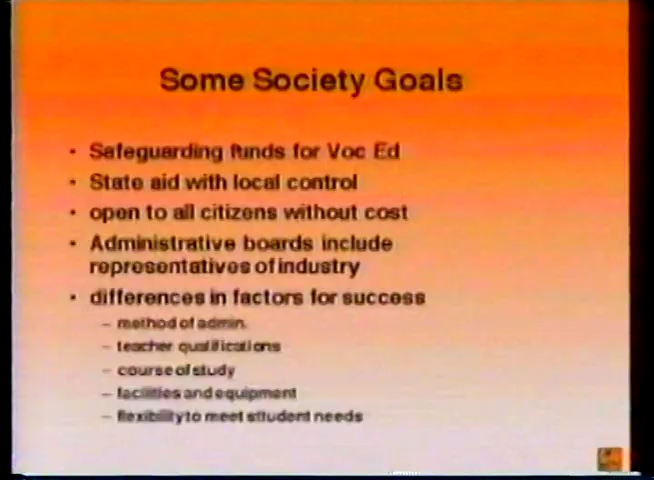 Some Society Goals
• Safeguarding funds for Voc Ed
• State aid with local control
• open to all citizens without cost
• Administrative boards include
representatives of industry
• differences in factors for success
– method of admin.
– teacher qualifications
– course of study
– facilities and equipment
– flexibility to meet student needs